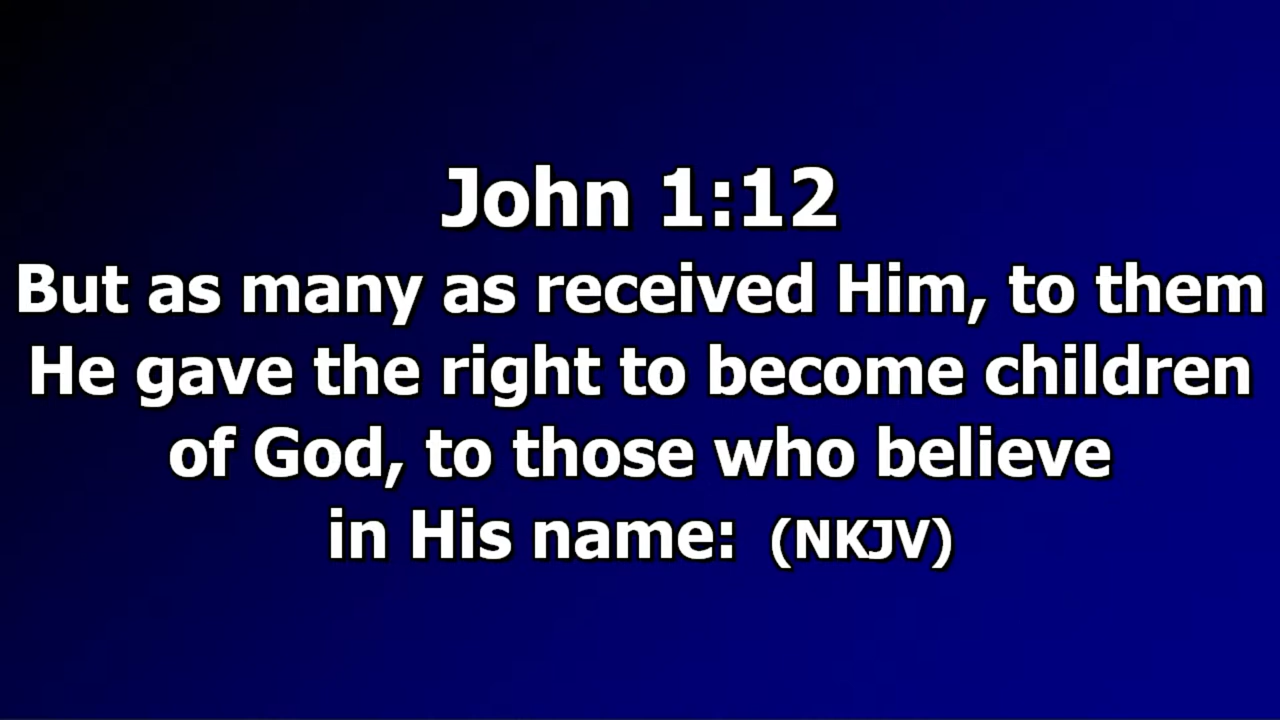 John 1:12
But as many as received Him, to them
He gave the right to become children
of God, to those who believe
in His name: (NKJV)